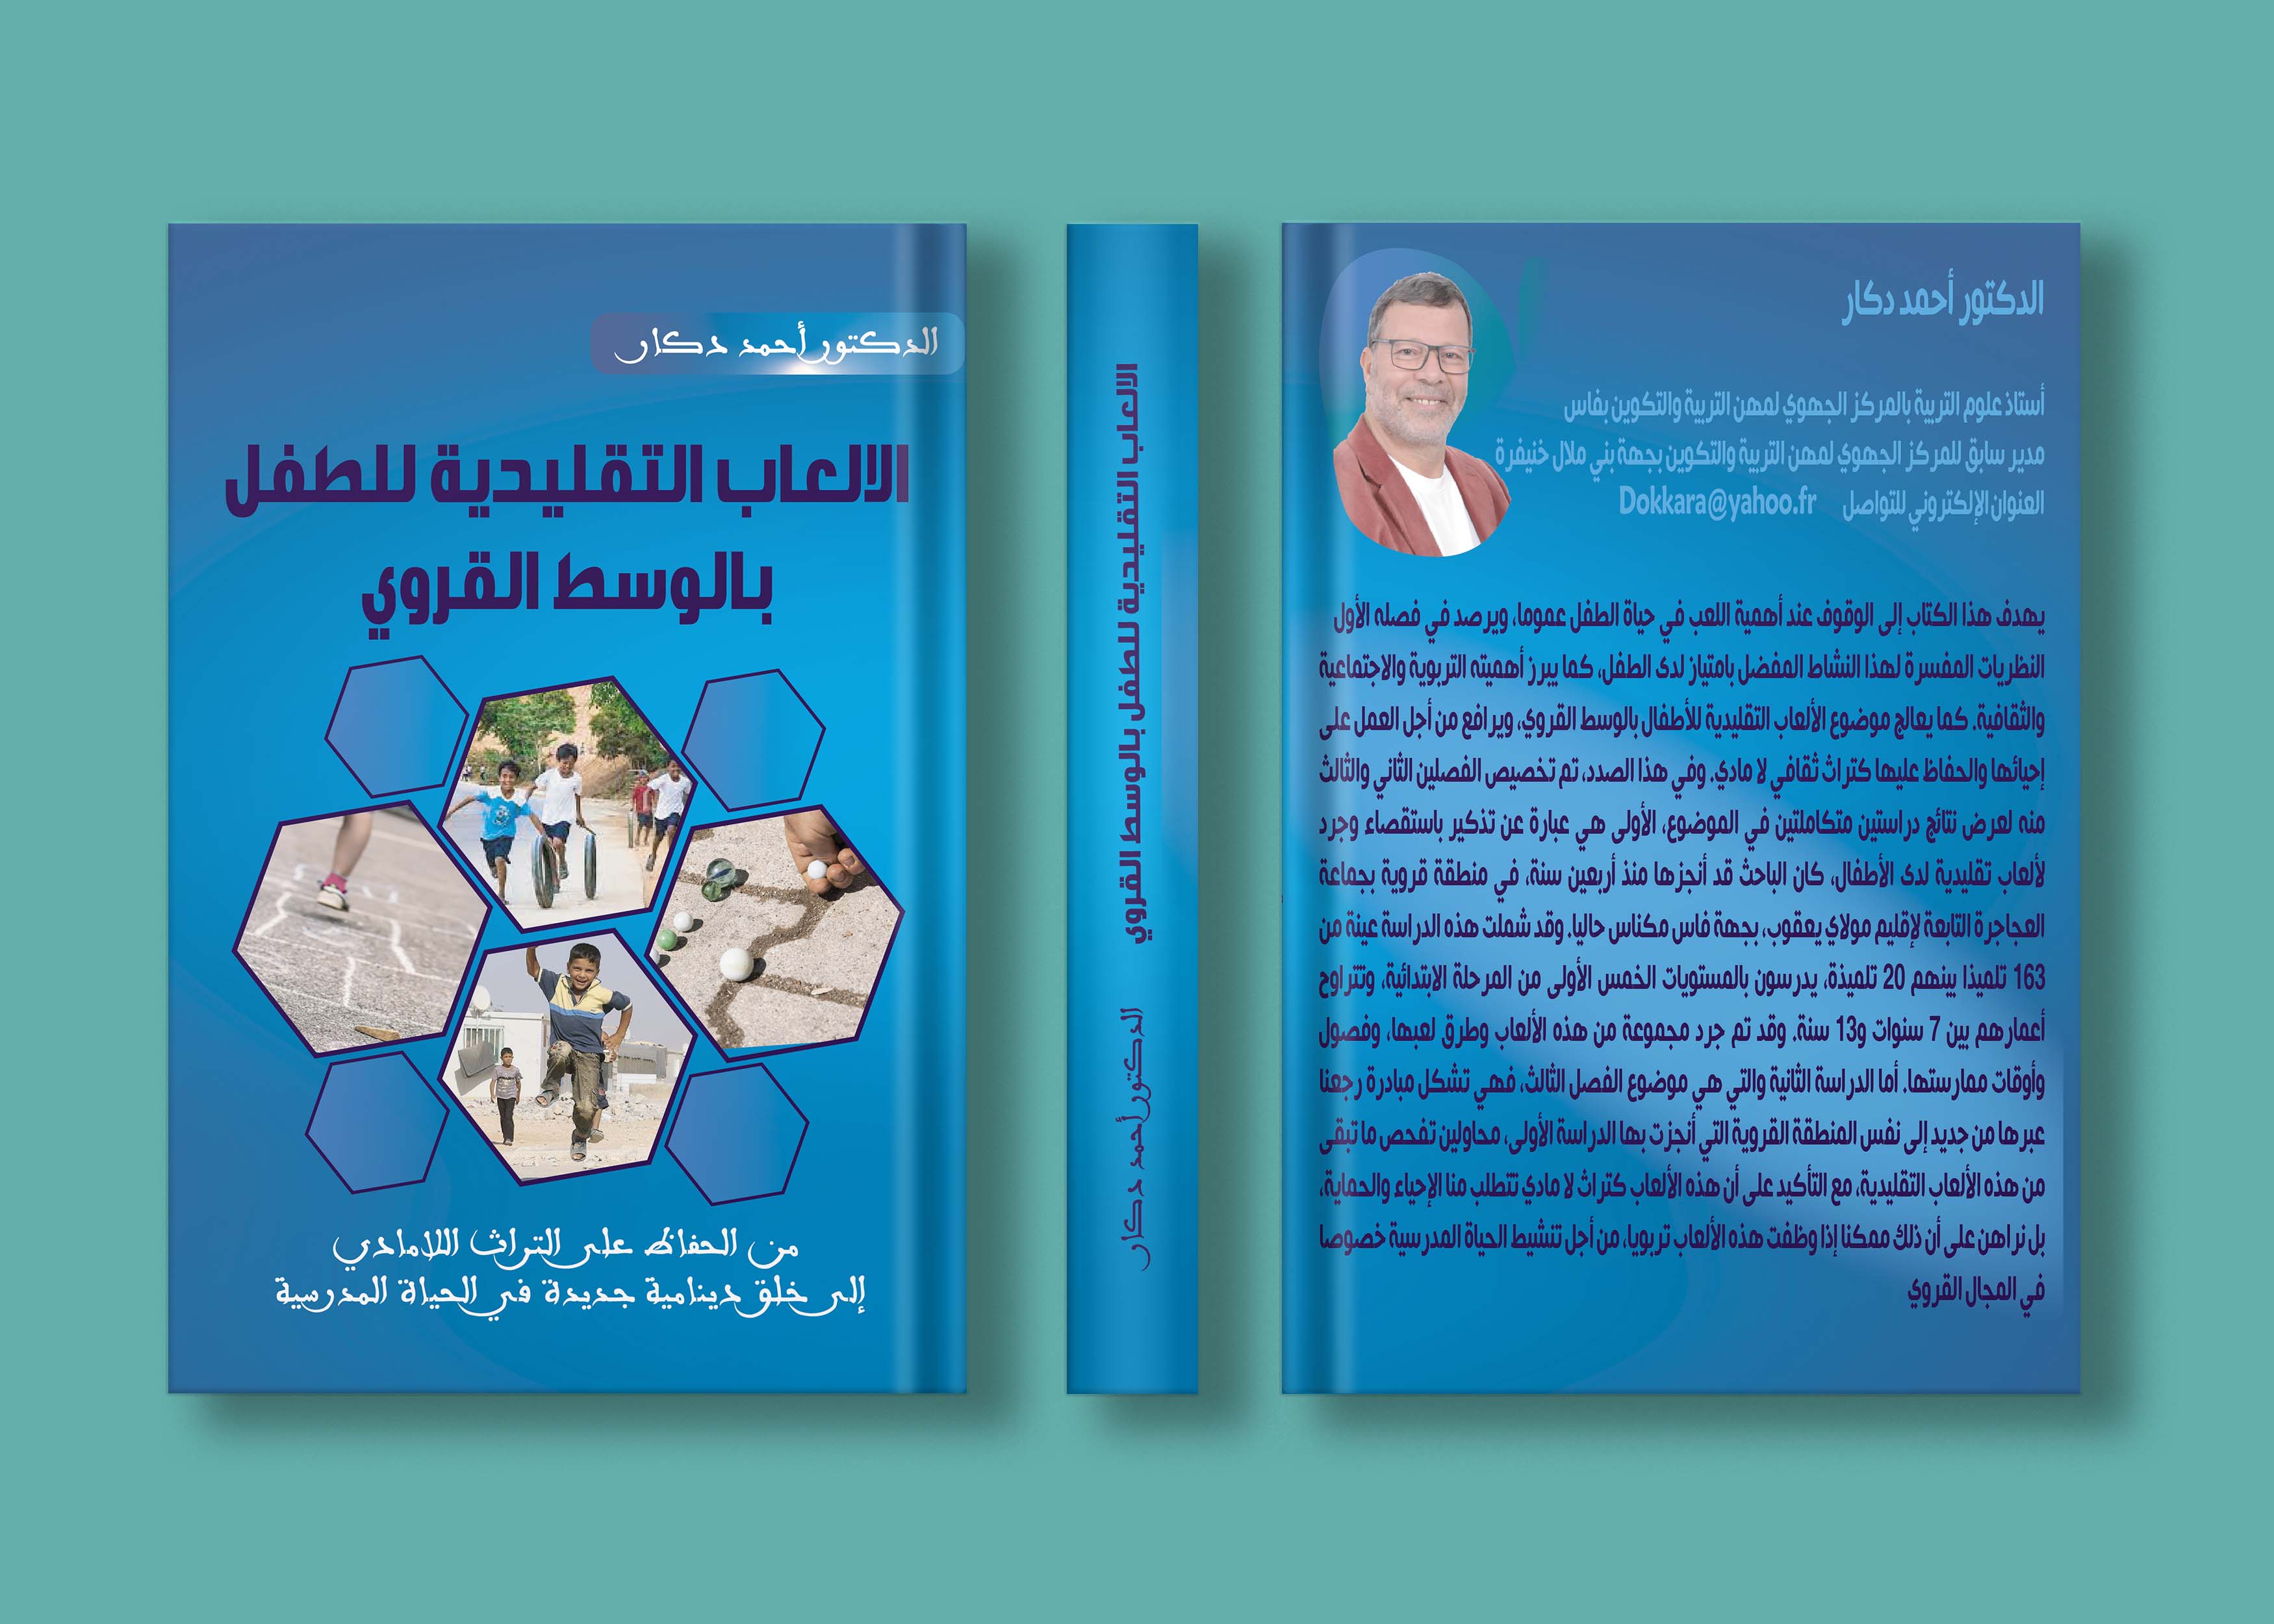 الدكتور أحمد دكار
الالعاب التقليدية للطفل
بالوسط القروي
من الحفاظ على التراث اللامادي
إلى خلق دينامية جديدة في الحياة المدرسية
الالعاب التقليدية للطفل بالوسط القروي
الدكتور أحمد دكار
الدكتور أحمد دكار
أستاذ علوم التربية بالمركز الجهوي لمهن التربية والتكوين بفاس
مدير سابق للمركز الجهوي لمهن التربية والتكوين بجهة بني ملال خنيفرة
العنوان الإلكتروني للتواصل Dokkara@yahoo.fr
يهدف هذا الكتاب إلى الوقوف عند أهمية اللعب في حياة الطفل عموما، ويرصد في فصله الأول
النظريات المفسرة لهذا النشاط المفضل بامتياز لدى الطفل، كما يبرز أهميته التربوية والاجتماعية
والثقافية. كما يعالج موضوع الألعاب التقليدية للأطفال بالوسط القروي، ويرافع من أجل العمل على
إحيائها والحفاظ عليها كتراث ثقافي لا مادي. وفي هذا الصدد، تم تخصيص الفصلين الثاني والثالث
منه لعرض نتائج دراستين متكاملتين في الموضوع، الأولى هي عبارة عن تذكير باستقصاء وجرد
لألعاب تقليدية لدى الأطفال، كان الباحث قد أنجزها منذ أربعين سنة، في منطقة قروية بجماعة
العجاجرة التابعة لإقليم مولاي يعقوب، بجهة فاس مكناس حاليا. وقد شملت هذه الدراسة عينة من
163 تلميذا بينهم 20 تلميذة، يدرسون بالمستويات الخمس الأولى من المرحلة الابتدائية، وتتراوح
أعمارهم بين 7 سنوات و13 سنة. وقد تم جرد مجموعة من هذه الألعاب وطرق لعبها، وفصول
وأوقات ممارستها. أما الدراسة الثانية والتي هي موضوع الفصل الثالث، فهي تشكل مبادرة رجعنا
عبرها من جديد إلى نفس المنطقة القروية التي أنجزت بها الدراسة الأولى، محاولين تفحص ما تبقى
من هذه الألعاب التقليدية، مع التأكيد على أن هذه الألعاب كتراث لا مادي تتطلب منا الإحياء والحماية،
بل نراهن على أن ذلك ممكنا إذا وظفت هذه الألعاب تربويا، من أجل تنشيط الحياة المدرسية خصوصا
في المجال القروي